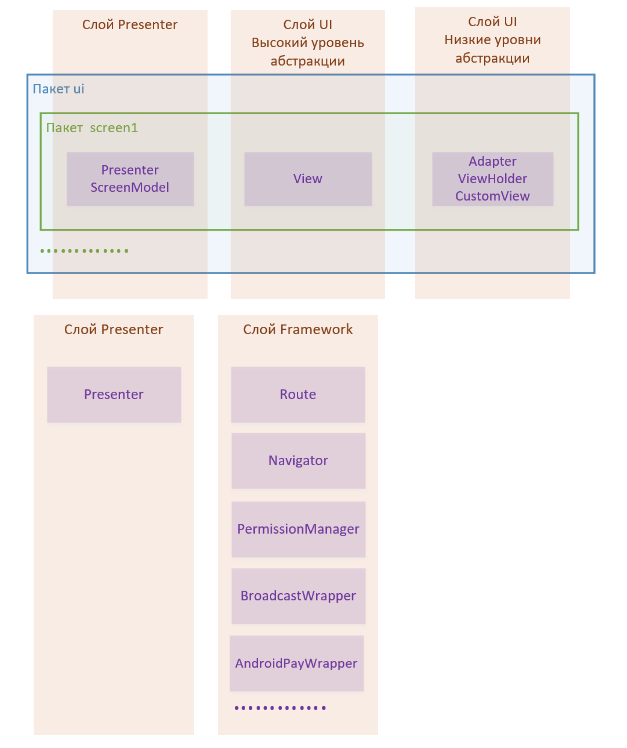 Слой Presenter
Слой UI
Высокий уровень
абстракции
Слой UI
Низкие уровни
абстракции
Пакет ui
Пакет screen1
Presenter
ScreenModel
View
Adapter
ViewHolder
CustomView
Слой Presenter
Слой Framework
Presenter
Route
Navigator
PermissionManager
BroadcastWrapper
AndroidPayWrapper